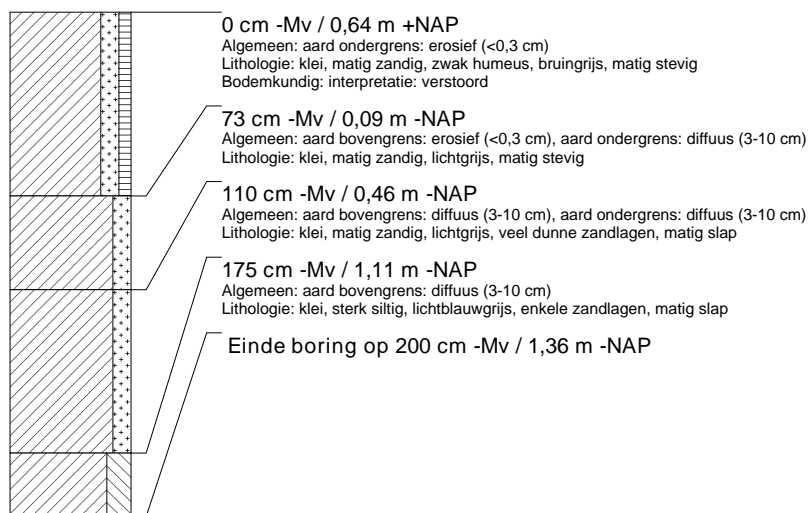 0 cm -Mv / 0,64 m +NAP
Algemeen: aard ondergrens: erosief (<0,3 cm)
Lithologie: klei, matig zandig, zwak humeus, bruingrijs, matig stevig
Bodemkundig: interpretatie: verstoord
73 cm -Mv / 0,09 m -NAP
Algemeen: aard bovengrens: erosief (<0,3 cm), aard ondergrens: diffuus (3-10 cm)
Lithologie: klei, matig zandig, lichtgrijs, matig stevig
110 cm -Mv / 0,46 m -NAP
Algemeen: aard bovengrens: diffuus (3-10 cm), aard ondergrens: diffuus (3-10 cm)
Lithologie: klei, matig zandig, lichtgrijs, veel dunne zandlagen, matig slap
175 cm -Mv / 1,11 m -NAP
Algemeen: aard bovengrens: diffuus (3-10 cm)
Lithologie: klei, sterk siltig, lichtblauwgrijs, enkele zandlagen, matig slap
Einde boring op 200 cm -Mv / 1,36 m -NAP